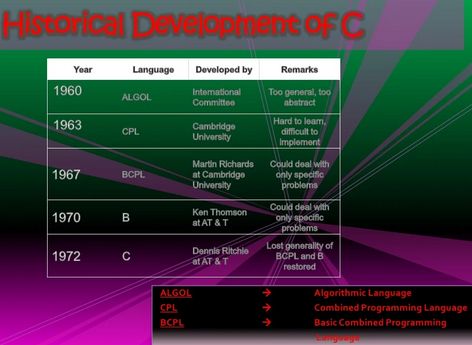 Historical Development of C
Year Language Developed by Remarks
1960 ALGOL International Committee Too general, too abstract
1963 CPL Cambridge University Hard to learn, difficult to implement
1967 BCPL Martin Richards at Cambridge University Could deal with only specific problems
1970 B Ken Thomson at AT & T Could deal with only specific problems
1972 C Dennis Ritchie at AT & T Lost generality of BCPL and B restored
ALGOL → Algorithmic Language
CPL → Combined Programming Language
BCPL → Basic Combined Programming
Language